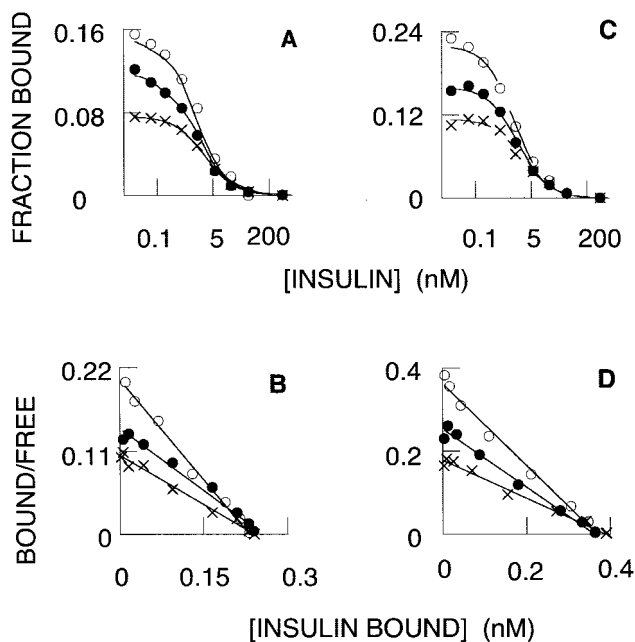 FRACTION BOUND
0.16
0.08
0
A
0.1 5 200
0.24
0.12
0
C
0.1 5 200
[INSULIN] (nM)
BOUND/FREE
0.22
0.11
0
B
0 0.15 0.3
0.4
0.2
0
D
0 0.2 0.4
[INSULIN BOUND] (nM)